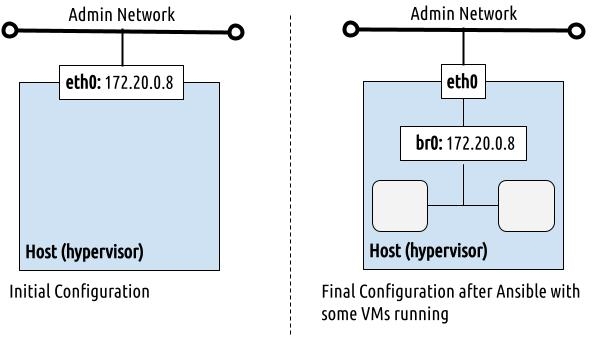 Admin Network
eth0: 172.20.0.8
Host (hypervisor)
Initial Configuration
Admin Network
eth0
br0: 172.20.0.8
Host (hypervisor)
Final Configuration after Ansible with
some VMs running